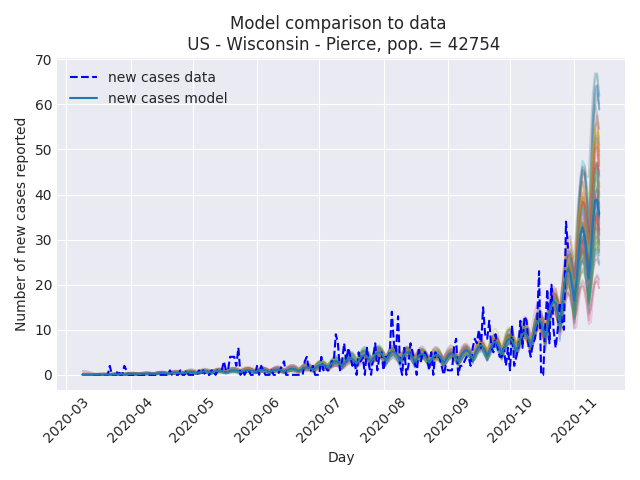 Model comparison to data
US - Wisconsin - Pierce, pop. = 42754
new cases data
new cases model
Number of new cases reported
70
60
50
40
30
20
10
0
2020-03
2020-04
2020-05
2020-06
2020-07
2020-08
2020-09
2020-10
2020-11
Day